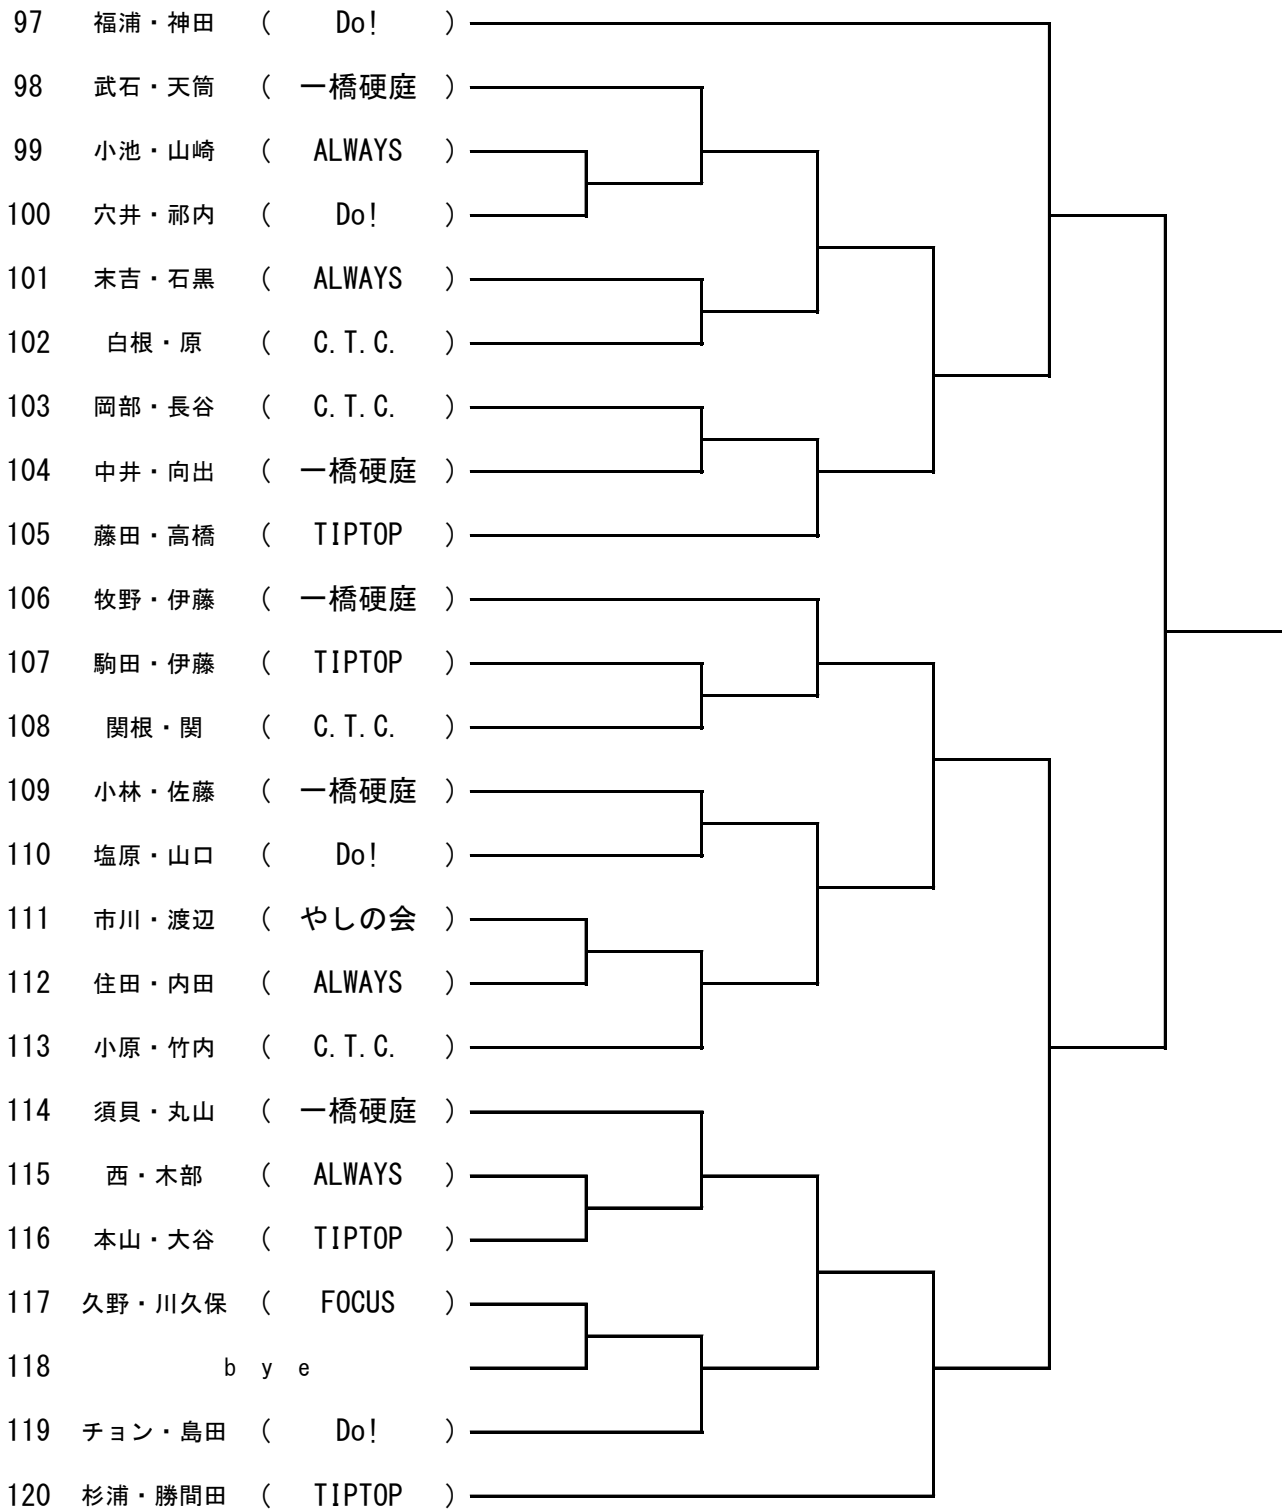 97 福浦・神田 ( Do! )
98 武石・天筒 ( 一橋硬庭 )
99 小池・山崎 ( ALWAYS )
100 穴井・祁内 ( Do! )
101 末吉・石黒 ( ALWAYS )
102 白根・原 ( C.T.C. )
103 岡部・長谷 ( C.T.C. )
104 中井・向出 ( 一橋硬庭 )
105 藤田・高橋 ( TIPTOP )
106 牧野・伊藤 ( 一橋硬庭 )
107 駒田・伊藤 ( TIPTOP )
108 関根・関 ( C.T.C. )
109 小林・佐藤 ( 一橋硬庭 )
110 塩原・山口 ( Do! )
111 市川・渡辺 ( やしの会 )
112 住田・内田 ( ALWAYS )
113 小原・竹内 ( C.T.C. )
114 須貝・丸山 ( 一橋硬庭 )
115 西・木部 ( ALWAYS )
116 本山・大谷 ( TIPTOP )
117 久野・川久保 ( FOCUS )
118 b y e
119 チョン・島田 ( Do! )
120 杉浦・勝間田 ( TIPTOP )